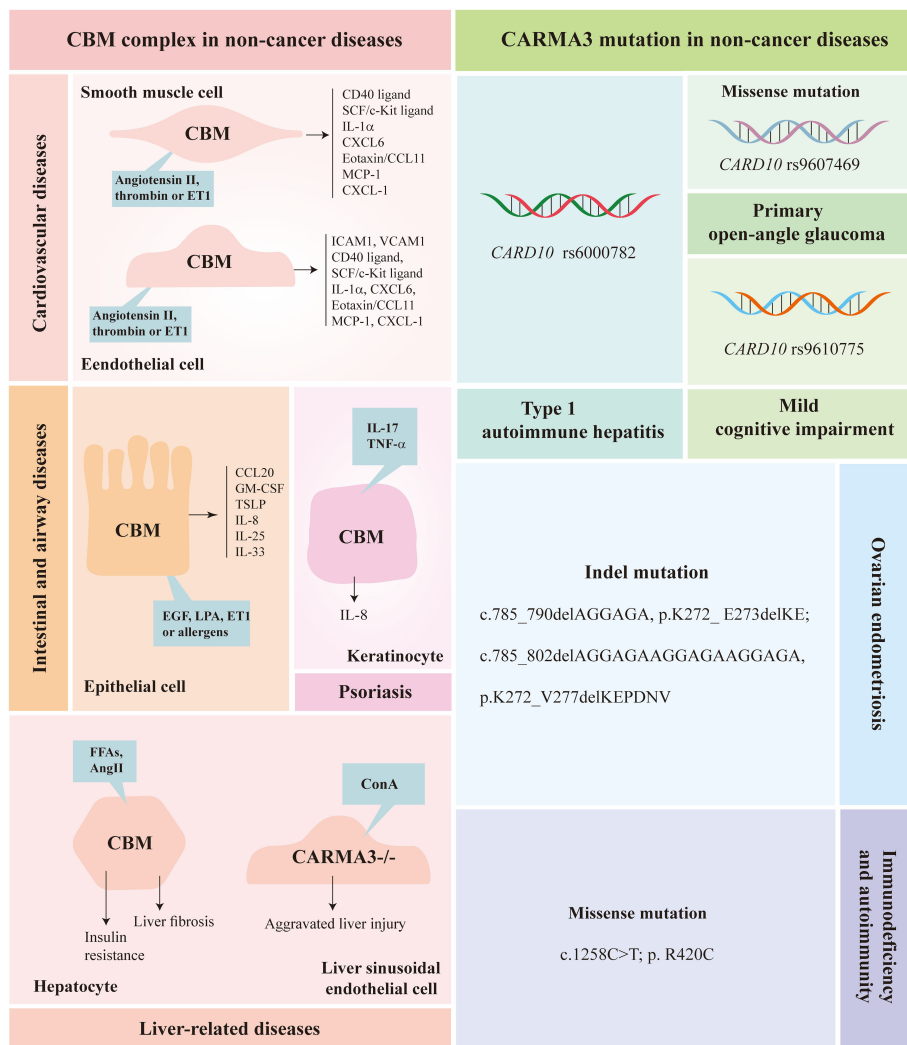 CBM complex in non-cancer diseases
Cardiovascular diseases
Smooth muscle cell
CBM
Angiotensin II,
thrombin or ET1
CD40 ligand
SCF/c-Kit ligand
IL-1α
CXCL6
Eotaxin/CCL11
MCP-1
CXCL-1
CBM
Angiotensin II,
thrombin or ET1
ICAM1, VCAM1
CD40 ligand,
SCF/c-Kit ligand
IL-1α, CXCL6,
Eotaxin/CCL11
MCP-1, CXCL-1
Eendothelial cell
Intestinal and airway diseases
CBM
CCL20
GM-CSF
TSLP
IL-8
IL-25
IL-33
EGF, LPA, ET1
or allergens
Epithelial cell
IL-17
TNF-α
CBM
IL-8
Keratinocyte
Psoriasis
FFAs,
AngII
CBM
Liver fibrosis
Insulin
resistance
Hepatocyte
ConA
CARMA3-/-
Aggravated liver injury
Liver sinusoidal
endothelial cell
Liver-related diseases
CARMA3 mutation in non-cancer diseases
CARD10 rs6000782
Type 1
autoimmune hepatitis
Missense mutation
CARD10 rs9607469
Primary
open-angle glaucoma
CARD10 rs9610775
Mild
cognitive impairment
Indel mutation
c.785_790delAGGAGA, p.K272_ E273delKE;
c.785_802delAGGAGAAGGAGAAGGAGA,
p.K272_V277delKEPDNV
Ovarian endometriosis
Missense mutation
c.1258C>T; p. R420C
Immunodeficiency
and autoimmunity